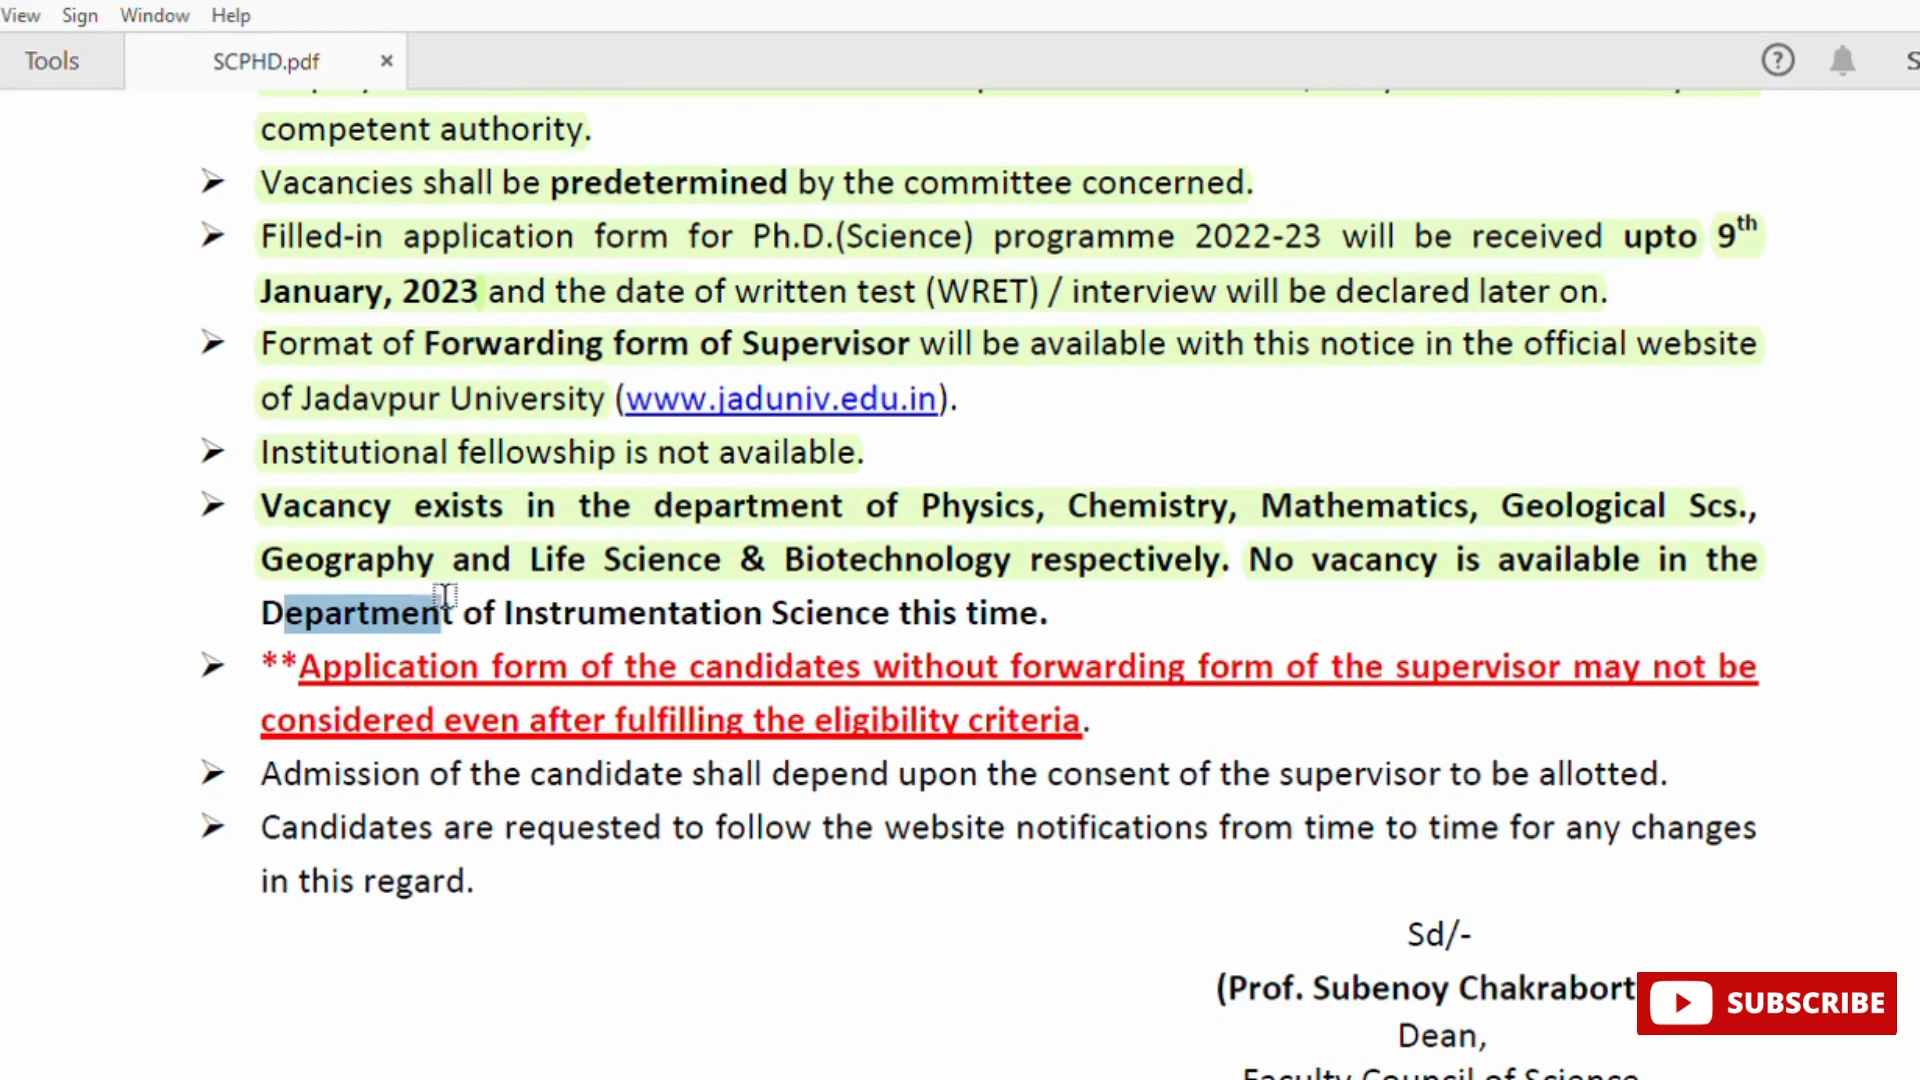 View Sign Window Help
Tools SCPHD.pdf × ? S
competent authority.
➢ Vacancies shall be predetermined by the committee concerned.
➢ Filled-in application form for Ph.D.(Science) programme 2022-23 will be received upto 9th
January, 2023 and the date of written test (WRET) / interview will be declared later on.
➢ Format of Forwarding form of Supervisor will be available with this notice in the official website
of Jadavpur University (www.jaduniv.edu.in).
➢ Institutional fellowship is not available.
➢ Vacancy exists in the department of Physics, Chemistry, Mathematics, Geological Scs.,
Geography and Life Science & Biotechnology respectively. No vacancy is available in the
Department of Instrumentation Science this time.
➢ **Application form of the candidates without forwarding form of the supervisor may not be
considered even after fulfilling the eligibility criteria.
➢ Admission of the candidate shall depend upon the consent of the supervisor to be allotted.
➢ Candidates are requested to follow the website notifications from time to time for any changes
in this regard.
Sd/-
(Prof. Subenoy Chakrabort
SUBSCRIBE
Dean,
Faculty Council of Science